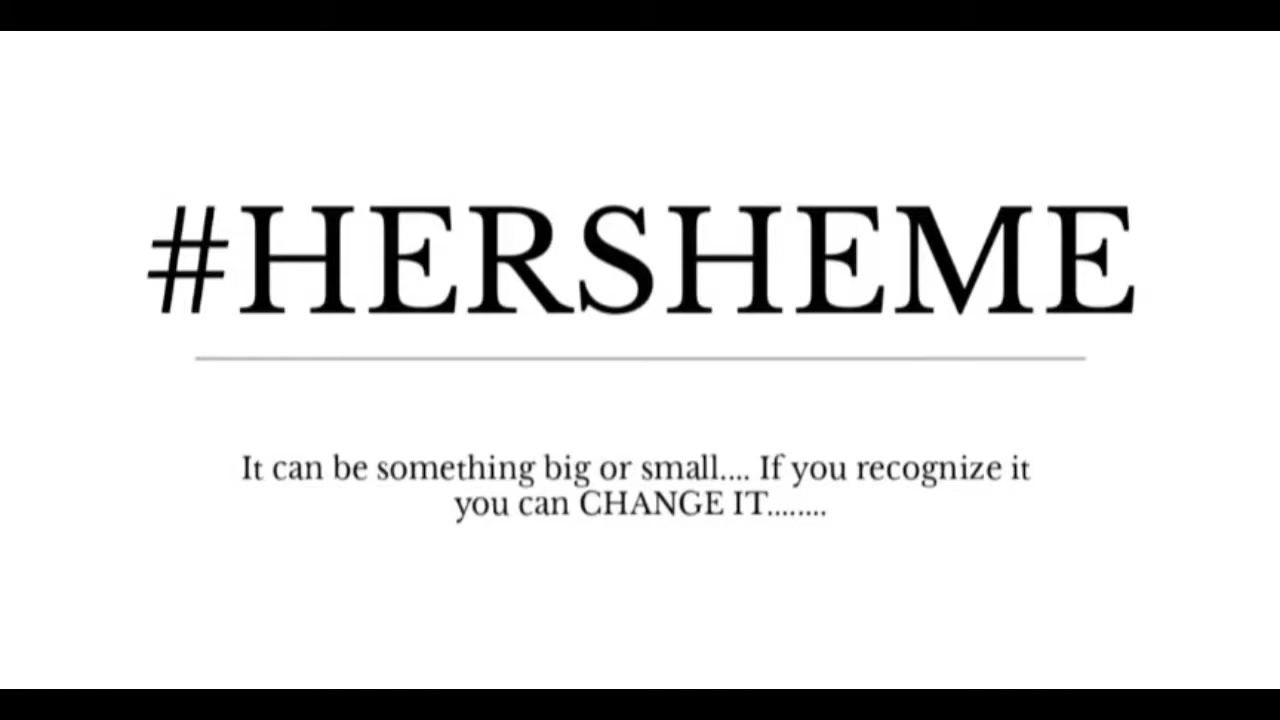 #HERSHEME
It can be something big or small.... If you recognize it
you can CHANGE IT........